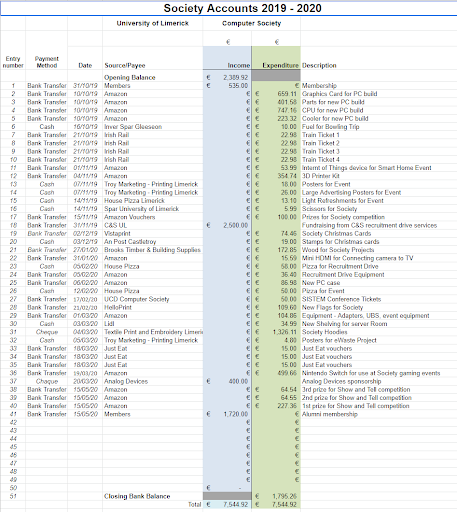 Society Accounts 2019 - 2020
University of Limerick Computer Society
€ €
Entry number Payment Method Date Source/Payee Income Expenditure Description
Opening Balance € 2,389.92
1 Bank Transfer 31/10/19 Members € 535.00 € Membership
2 Bank Transfer 10/10/19 Amazon € € 659.11 Graphics Card for PC build
3 Bank Transfer 10/10/19 Amazon € € 481.58 Parts for new PC build
4 Bank Transfer 10/10/19 Amazon € € 747.16 CPU for new PC build
5 Bank Transfer 10/10/19 Amazon € € 223.32 Cooler for new PC build
6 Cash 16/10/19 Inver Spar Gleeson € € 10.00 Fuel for Bowling Trip
7 Bank Transfer 21/10/19 Irish Rail € € 22.98 Train Ticket 1
8 Bank Transfer 21/10/19 Irish Rail € € 22.98 Train Ticket 2
9 Bank Transfer 21/10/19 Irish Rail € € 22.98 Train Ticket 3
10 Bank Transfer 21/10/19 Irish Rail € € 22.98 Train Ticket 4
11 Bank Transfer 01/11/19 Amazon € € 53.99 Intent of Things device for Smart Home Event
12 Bank Transfer 04/11/19 Amazon € € 354.74 3D Printer Kit
13 Cash 07/11/19 Troy Marketing - Printing Limerick € € 18.00 Posters for Event
14 Cash 07/11/19 Troy Marketing - Printing Limerick € € 26.00 Large Advertising Posters for Event
15 Cash 14/11/19 House Pizza Limerick € € 13.10 Light Refreshments for Event
16 Cash 14/11/19 Spar University of Limerick € € 5.99 Scissors for Society
17 Bank Transfer 15/11/19 Amazon Vouchers € € 100.00 Prizes for Society competition
18 Bank Transfer 31/11/19 C&S UL € 2,500.00 Fundraising from C&S recruitment drive services
19 Bank Transfer 02/12/19 Vistaprint € € 74.46 Society Christmas Cards
20 Cash 03/12/19 An Post Castletroy € € 19.00 Stamps for Christmas cards
21 Bank Transfer 27/01/20 Brooks Timber & Building Supplies € € 172.85 Wood for Society Projects
22 Bank Transfer 31/01/20 Amazon € € 15.59 Mini HDMI for Connecting camera to TV
23 Cash 05/02/20 House Pizza € € 58.00 Pizza for Recruitment Drive
24 Bank Transfer 05/02/20 Amazon € € 36.40 Recruitment Drive Equipment
25 Bank Transfer 06/02/20 Amazon € € 86.98 New PC case
26 Cash 12/02/20 House Pizza € € 50.00 Pizza for Event
27 Bank Transfer 17/02/20 UCD Computer Society € € 50.00 SISTEM Conference Tickets
28 Bank Transfer 21/02/20 HelloPrint € € 109.60 New Flags for Society
29 Bank Transfer 01/03/20 Amazon € € 104.86 Equipment - Adapters, UBS, event equipment
30 Cash 03/03/20 Lidl € € 34.99 New Shelving for server Room
31 Cheque 04/03/20 Textile Print and Embroidery Limeri € € 1,326.11 Society Hoodies
32 Cash 05/03/20 Troy Marketing - Printing Limerick € € 4.80 Posters for eWaste Project
33 Bank Transfer 18/03/20 Just Eat € € 15.00 Just Eat vouchers
34 Bank Transfer 18/03/20 Just Eat € € 15.00 Just Eat vouchers
35 Bank Transfer 18/03/20 Just Eat € € 15.00 Just Eat vouchers
36 Bank Transfer 19/03/20 Amazon € € 499.66 Nintendo Switch for use at Society gaming events
37 Cheque 20/03/20 Analog Devices € 400.00 Analog Devices sponsorship
38 Bank Transfer 15/05/20 Amazon € € 64.54 3rd prize for Show and Tell competition
39 Bank Transfer 15/05/20 Amazon € € 64.55 2nd prize for Show and Tell competition
40 Bank Transfer 15/05/20 Amazon € € 227.36 1st prize for Show and Tell competition
41 Bank Transfer 15/05/20 Members € 1,720.00 € Alumni membership
42 € €
43 € €
44 € €
45 € €
46 € €
47 € €
48 € €
49 € €
50 € -
51 Closing Bank Balance € 1,795.26
Total € 7,544.92 € 7,544.92